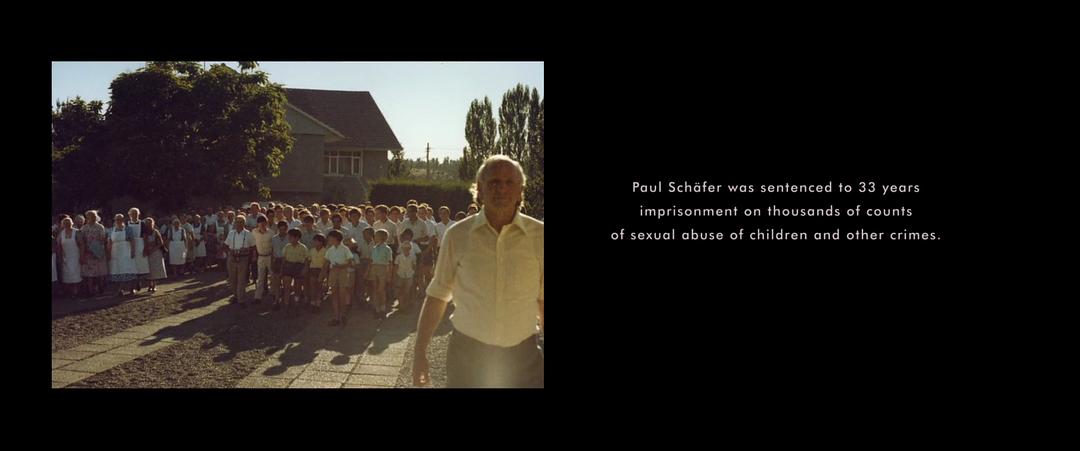 Paul Schäfer was sentenced to 33 years
imprisonment on thousands of counts
of sexual abuse of children and other crimes.